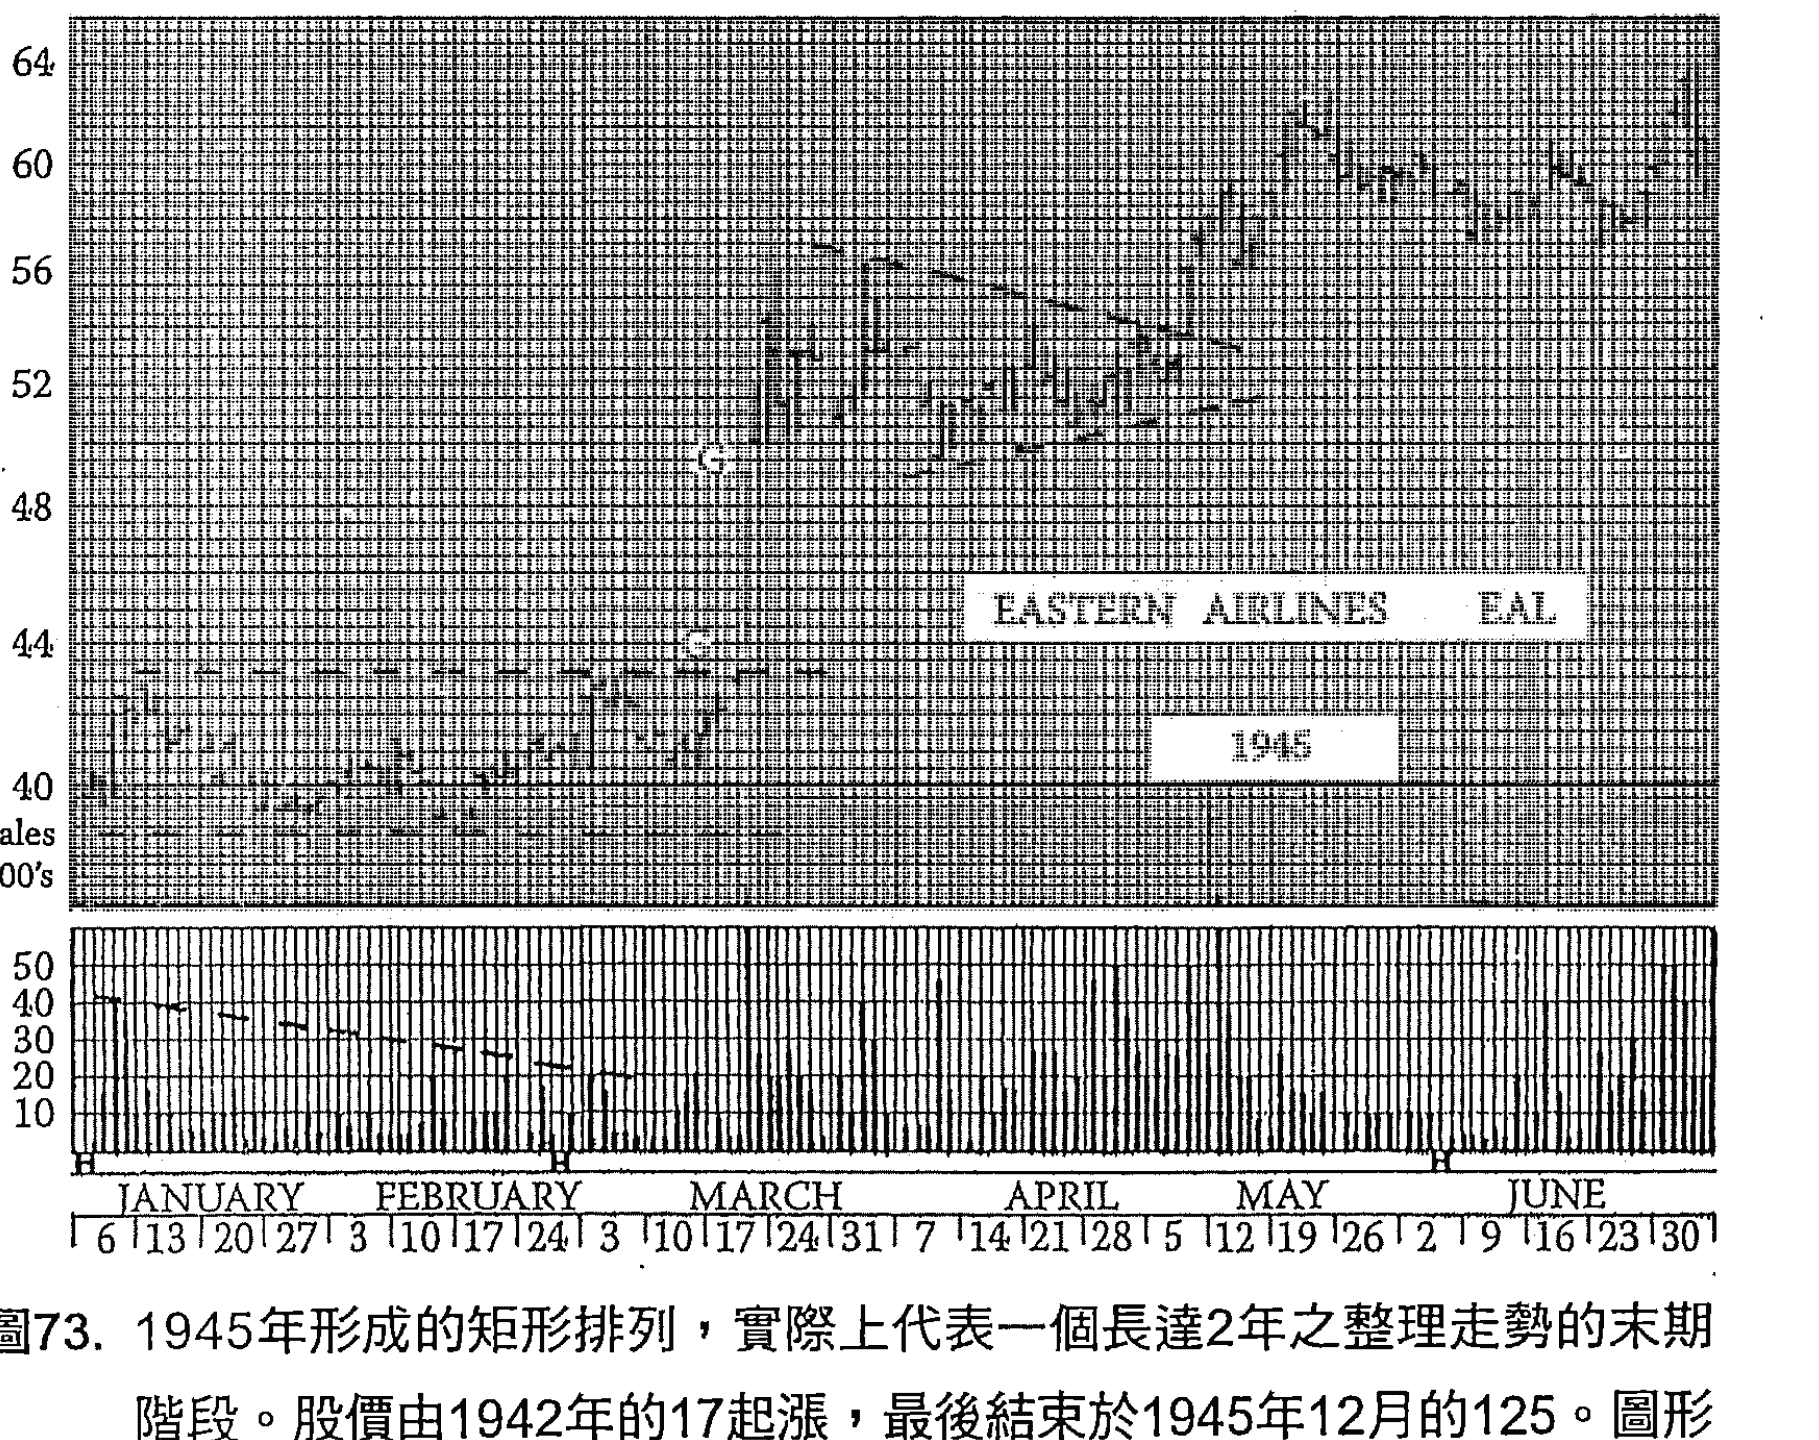 64
60
56
52
48
44
40
ales
00's
G
G
EASTERN AIRLINES EAL
1945
50
40
30
20
10
H H H
JANUARY FEBRUARY MARCH APRIL MAY JUNE
6 13 20 27 3 10 17 24 3 10 17 24 31 7 14 21 28 5 12 19 26 2 9 16 23 30
圖73. 1945年形成的矩形排列，實際上代表一個長達2年之整理走勢的末期
階段。股價由1942年的17起漲，最後結束於1945年12月的125。圖形